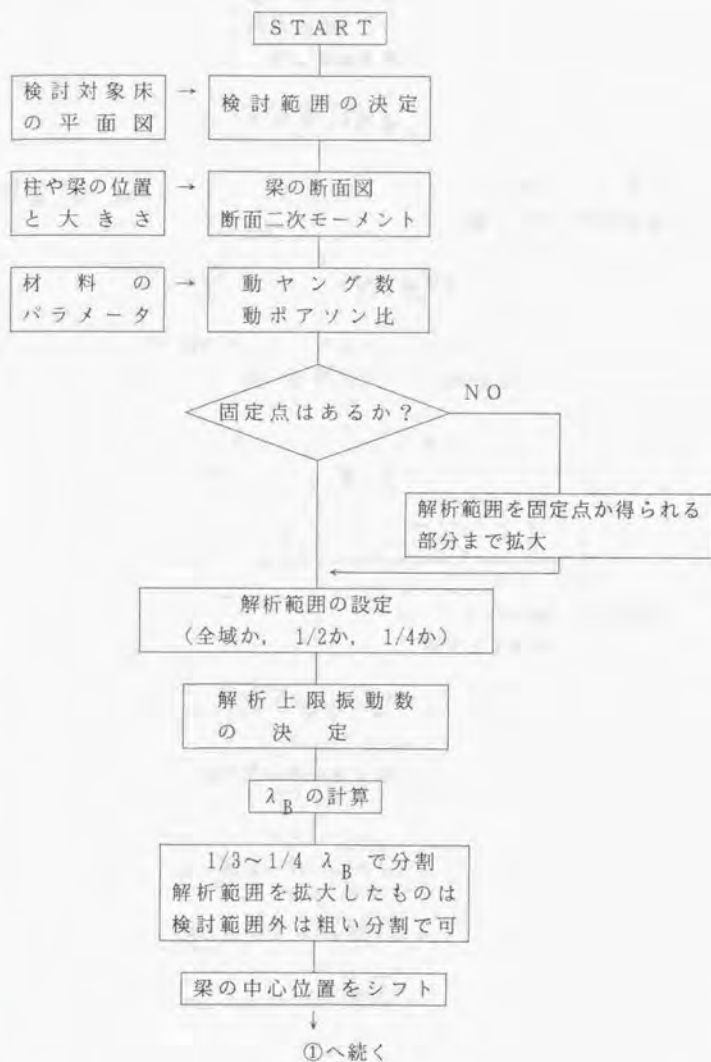 START
検討対象床
の平面図
→
検討範囲の決定
柱や梁の位置
と大きさ
→
梁の断面図
断面二次モーメント
材料の
パラメータ
→
動ヤング数
動ポアソン比
固定点はあるか？
NO
解析範囲を固定点か得られる
部分まで拡大
解析範囲の設定
（全域か，1/2か，1/4か）
解析上限振動数
の決定
λB の計算
1/3～1/4 λB で分割
解析範囲を拡大したものは
検討範囲外は粗い分割で可
梁の中心位置をシフト
↓
①へ続く